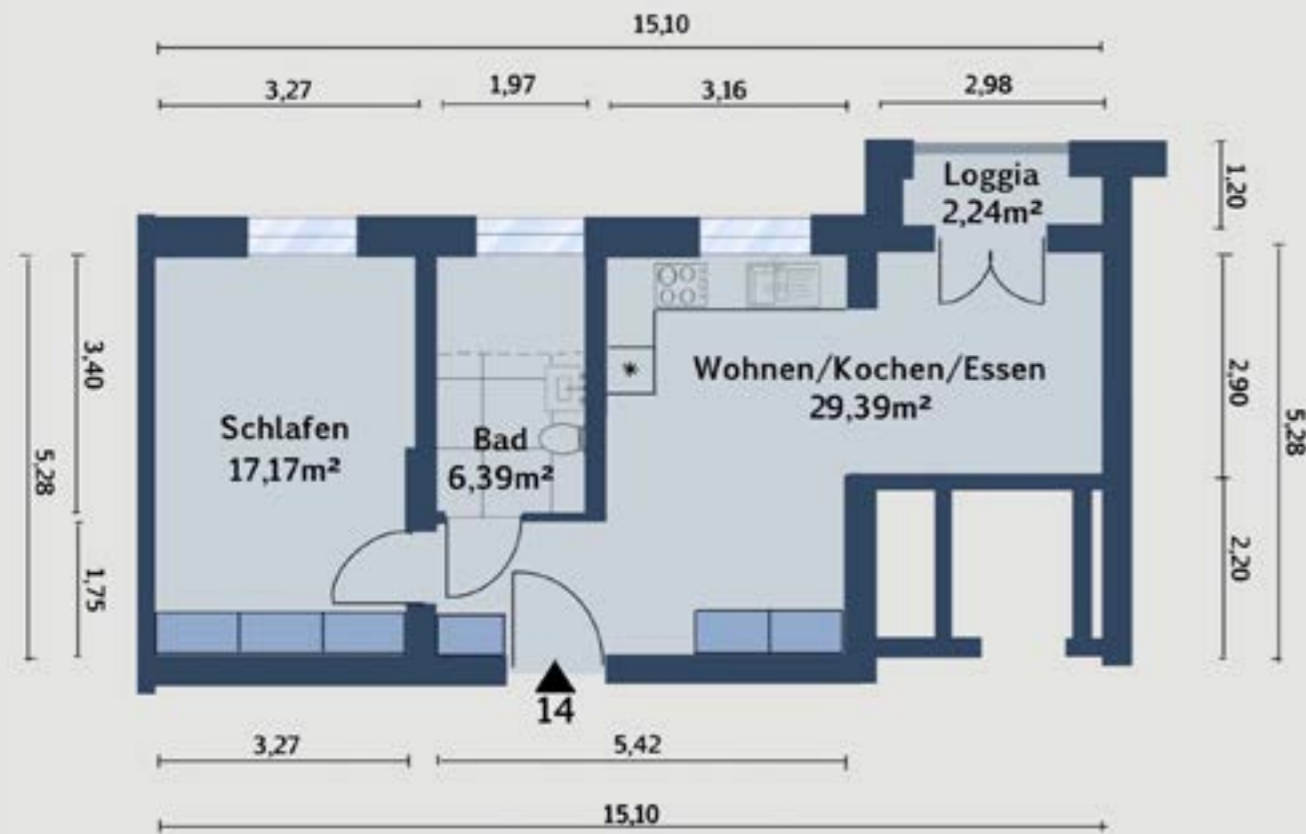 15,10
3,27
1,97
3,16
2,98
Loggia
2,24m²
1,20
3,40
5,28
1,75
Schlafen
17,17m²
Bad
6,39m²
Wohnen/Kochen/Essen
29,39m²
2,90
5,28
2,20
14
3,27
5,42
15,10